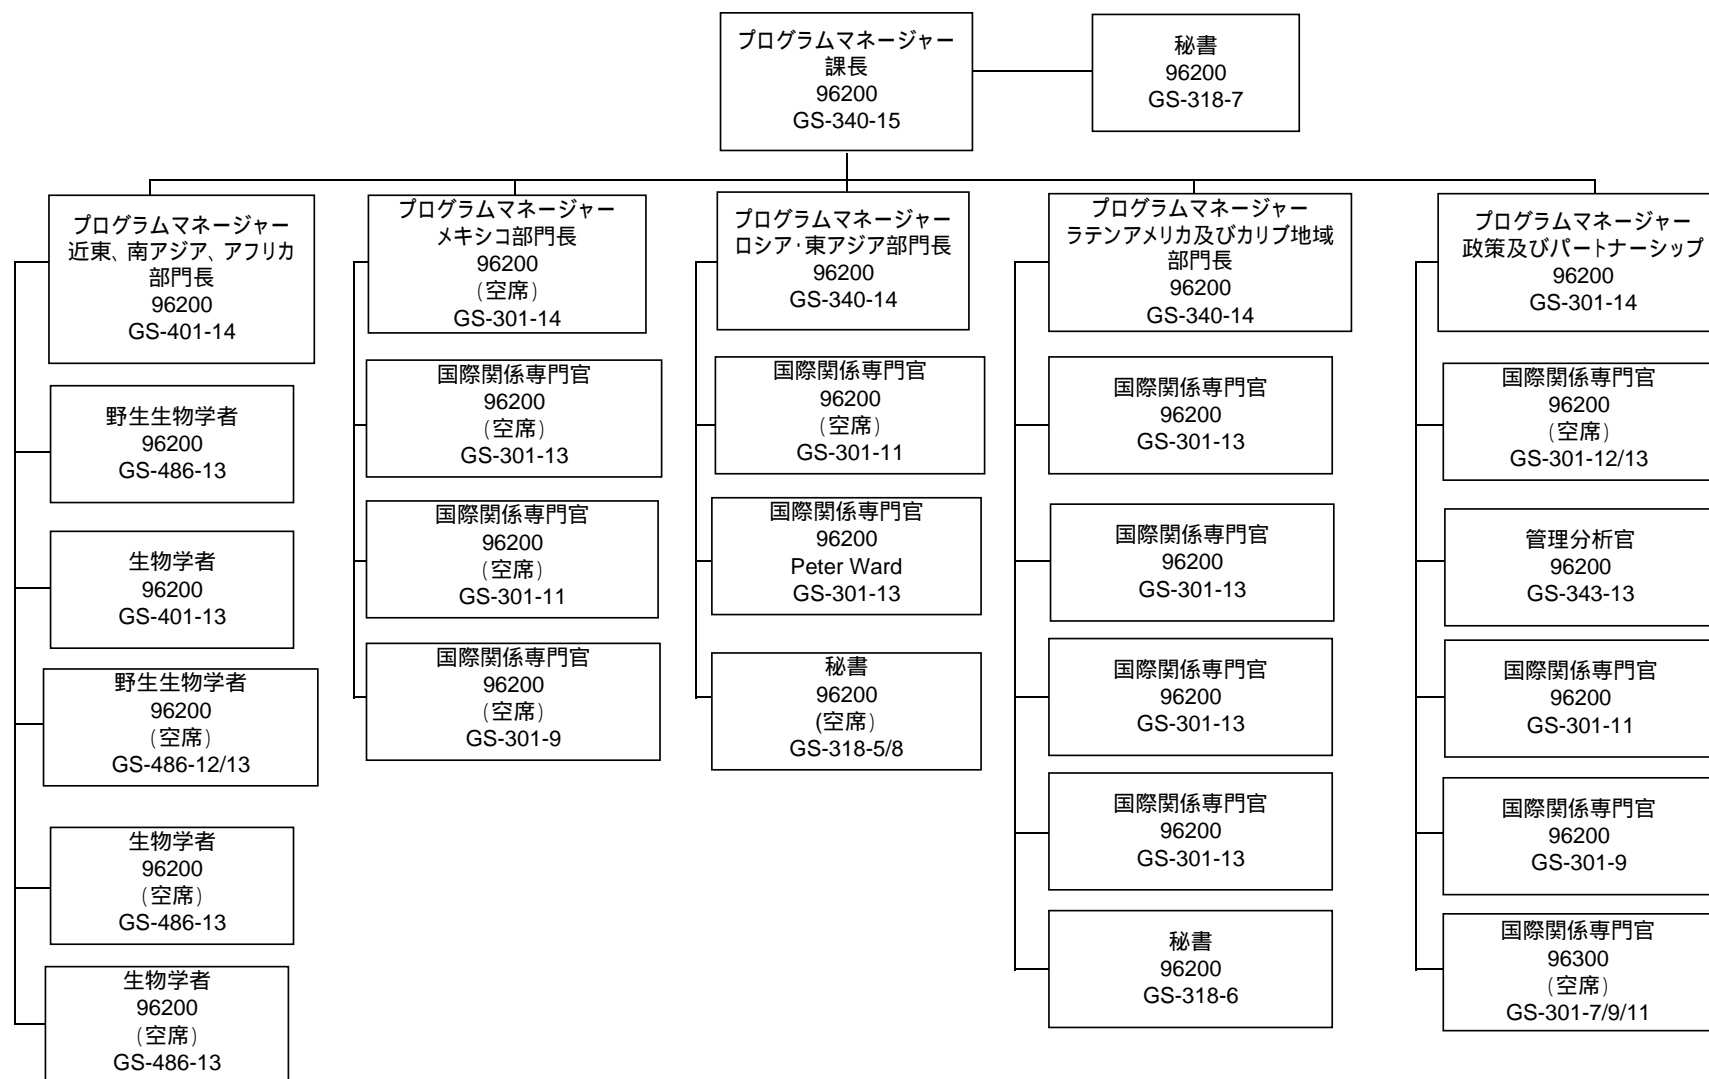 プログラムマネージャー
課長
96200
GS-340-15
秘書
96200
GS-318-7
プログラムマネージャー
近東、南アジア、アフリカ
部門長
96200
GS-401-14
野生生物学者
96200
GS-486-13
生物学者
96200
GS-401-13
野生生物学者
96200
(空席)
GS-486-12/13
生物学者
96200
(空席)
GS-486-13
生物学者
96200
(空席)
GS-486-13
プログラムマネージャー
メキシコ部門長
96200
(空席)
GS-301-14
国際関係専門官
96200
(空席)
GS-301-13
国際関係専門官
96200
(空席)
GS-301-11
国際関係専門官
96200
(空席)
GS-301-9
プログラムマネージャー
ロシア・東アジア部門長
96200
GS-340-14
国際関係専門官
96200
(空席)
GS-301-11
国際関係専門官
96200
Peter Ward
GS-301-13
秘書
96200
(空席)
GS-318-5/8
プログラムマネージャー
ラテンアメリカ及びカリブ地域
部門長
96200
GS-340-14
国際関係専門官
96200
GS-301-13
国際関係専門官
96200
GS-301-13
国際関係専門官
96200
GS-301-13
国際関係専門官
96200
GS-301-13
秘書
96200
GS-318-6
プログラムマネージャー
政策及びパートナーシップ
96200
GS-301-14
国際関係専門官
96200
(空席)
GS-301-12/13
管理分析官
96200
GS-343-13
国際関係専門官
96200
GS-301-11
国際関係専門官
96200
GS-301-9
国際関係専門官
96300
(空席)
GS-301-7/9/11